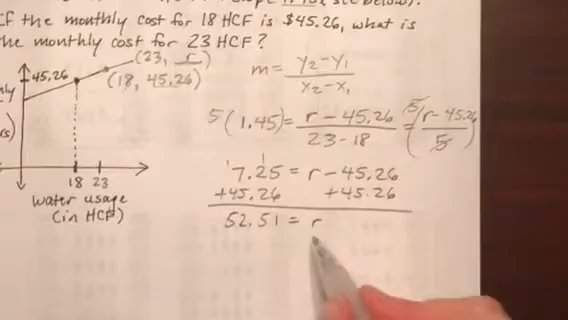 If the monthly cost for 18 HCF is $45.26, what is
the monthly cost for 23 HCF?
(23, r)
45.26
(18, 45.26)
18 23
water usage
(in HCF)
m = y₂-y₁ / x₂-x₁
5(1.45) = r - 45.26 / 23 - 18 = (5/ r - 45.26 / 5)
7.25 = r - 45.26
+45.26 +45.26
52.51 = r